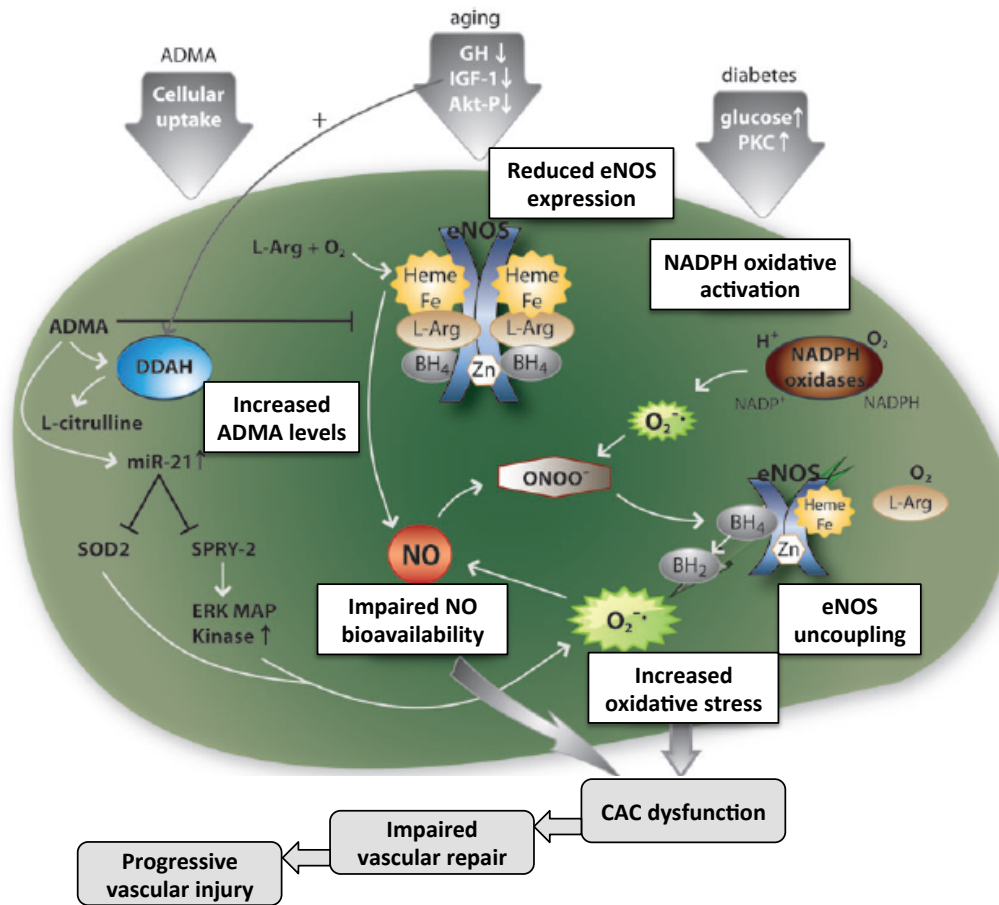 ADMA
Cellular
uptake
aging
GH ↓
IGF-1↓
Akt-P↓
diabetes
glucose↑
PKC ↑
+
Reduced eNOS
expression
eNOS
L-Arg + O₂
Heme
Fe
Heme
Fe
L-Arg
L-Arg
BH₄
Zn
BH₄
NADPH oxidative
activation
ADMA
DDAH
L-citrulline
Increased
ADMA levels
miR-21↑
H⁺
O₂
NADPH
oxidases
NADP⁺
NADPH
O₂⁻·
ONOO⁻
eNOS
O₂
L-Arg
Heme
Fe
BH₄
Zn
BH₂
SOD2
SPRY-2
NO
ERK MAP
Kinase ↑
Impaired NO
bioavailability
O₂⁻·
eNOS
uncoupling
Increased
oxidative stress
CAC dysfunction
Impaired
vascular repair
Progressive
vascular injury